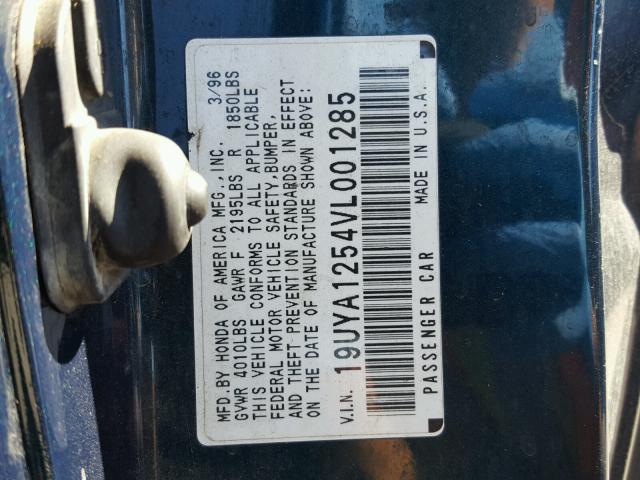 MFD.BY HONDA OF AMERICA MFG.,INC. 3/96
GVWR 4010LBS GAWR F 2195LBS R 1850LBS
THIS VEHICLE CONFORMS TO ALL APPLICABLE
FEDERAL MOTOR VEHICLE SAFETY,BUMPER,
AND THEFT PREVENTION STANDARDS IN EFFECT
ON THE DATE OF MANUFACTURE SHOWN ABOVE:
V.I.N. 19UYA1254VL001285
PASSENGER CAR MADE IN U.S.A.